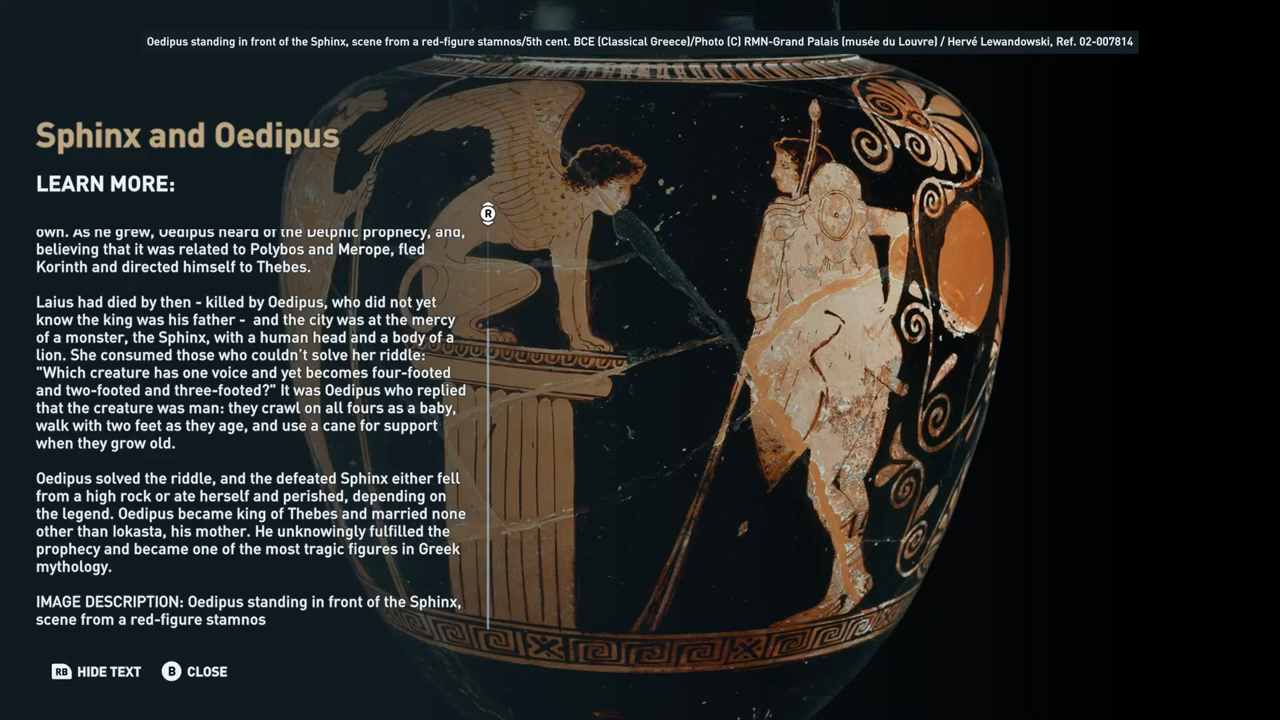 Oedipus standing in front of the Sphinx, scene from a red-figure stamnos/5th cent. BCE (Classical Greece)/Photo (C) RMN-Grand Palais (musée du Louvre) / Hervé Lewandowski, Ref. 02-007814
Sphinx and Oedipus
LEARN MORE:
own. As he grew, Oedipus heard of the Delphic prophecy, and,
believing that it was related to Polybos and Merope, fled
Korinth and directed himself to Thebes.
Laius had died by then - killed by Oedipus, who did not yet
know the king was his father - and the city was at the mercy
of a monster, the Sphinx, with a human head and a body of a
lion. She consumed those who couldn't solve her riddle:
"Which creature has one voice and yet becomes four-footed
and two-footed and three-footed?" It was Oedipus who replied
that the creature was man: they crawl on all fours as a baby,
walk with two feet as they age, and use a cane for support
when they grow old.
Oedipus solved the riddle, and the defeated Sphinx either fell
from a high rock or ate herself and perished, depending on
the legend. Oedipus became king of Thebes and married none
other than Iokasta, his mother. He unknowingly fulfilled the
prophecy and became one of the most tragic figures in Greek
mythology.
IMAGE DESCRIPTION: Oedipus standing in front of the Sphinx,
scene from a red-figure stamnos
R
RB HIDE TEXT B CLOSE